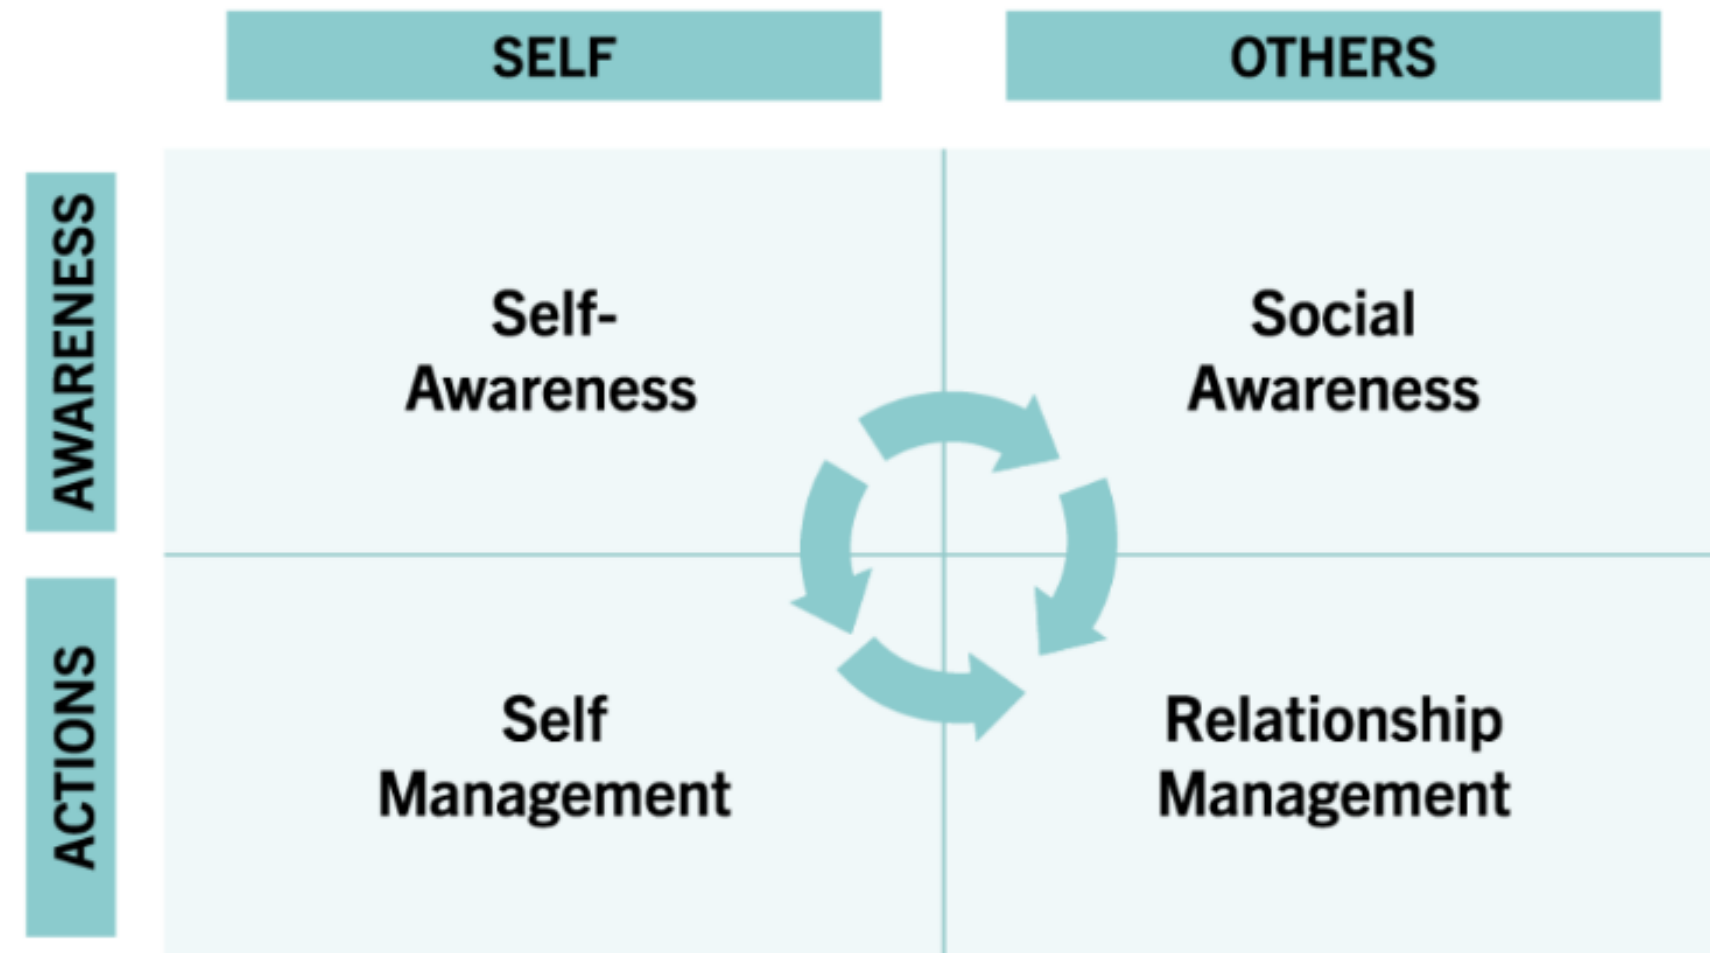 SELF
OTHERS
AWARENESS
Self-
Awareness
Social
Awareness
ACTIONS
Self
Management
Relationship
Management